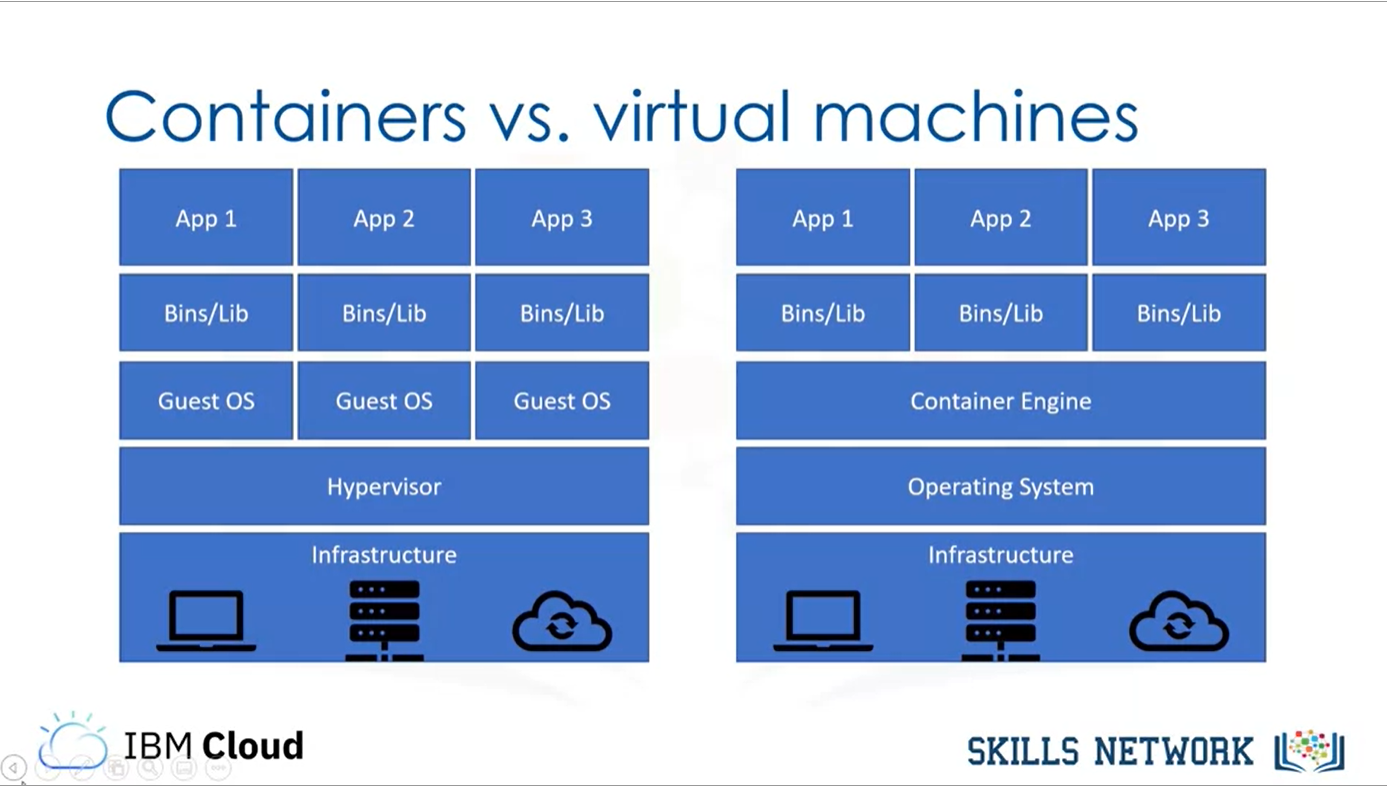 Containers vs. virtual machines
App 1 App 2 App 3
Bins/Lib Bins/Lib Bins/Lib
Guest OS Guest OS Guest OS
Hypervisor
Infrastructure
App 1 App 2 App 3
Bins/Lib Bins/Lib Bins/Lib
Container Engine
Operating System
Infrastructure
IBM Cloud
SKILLS NETWORK